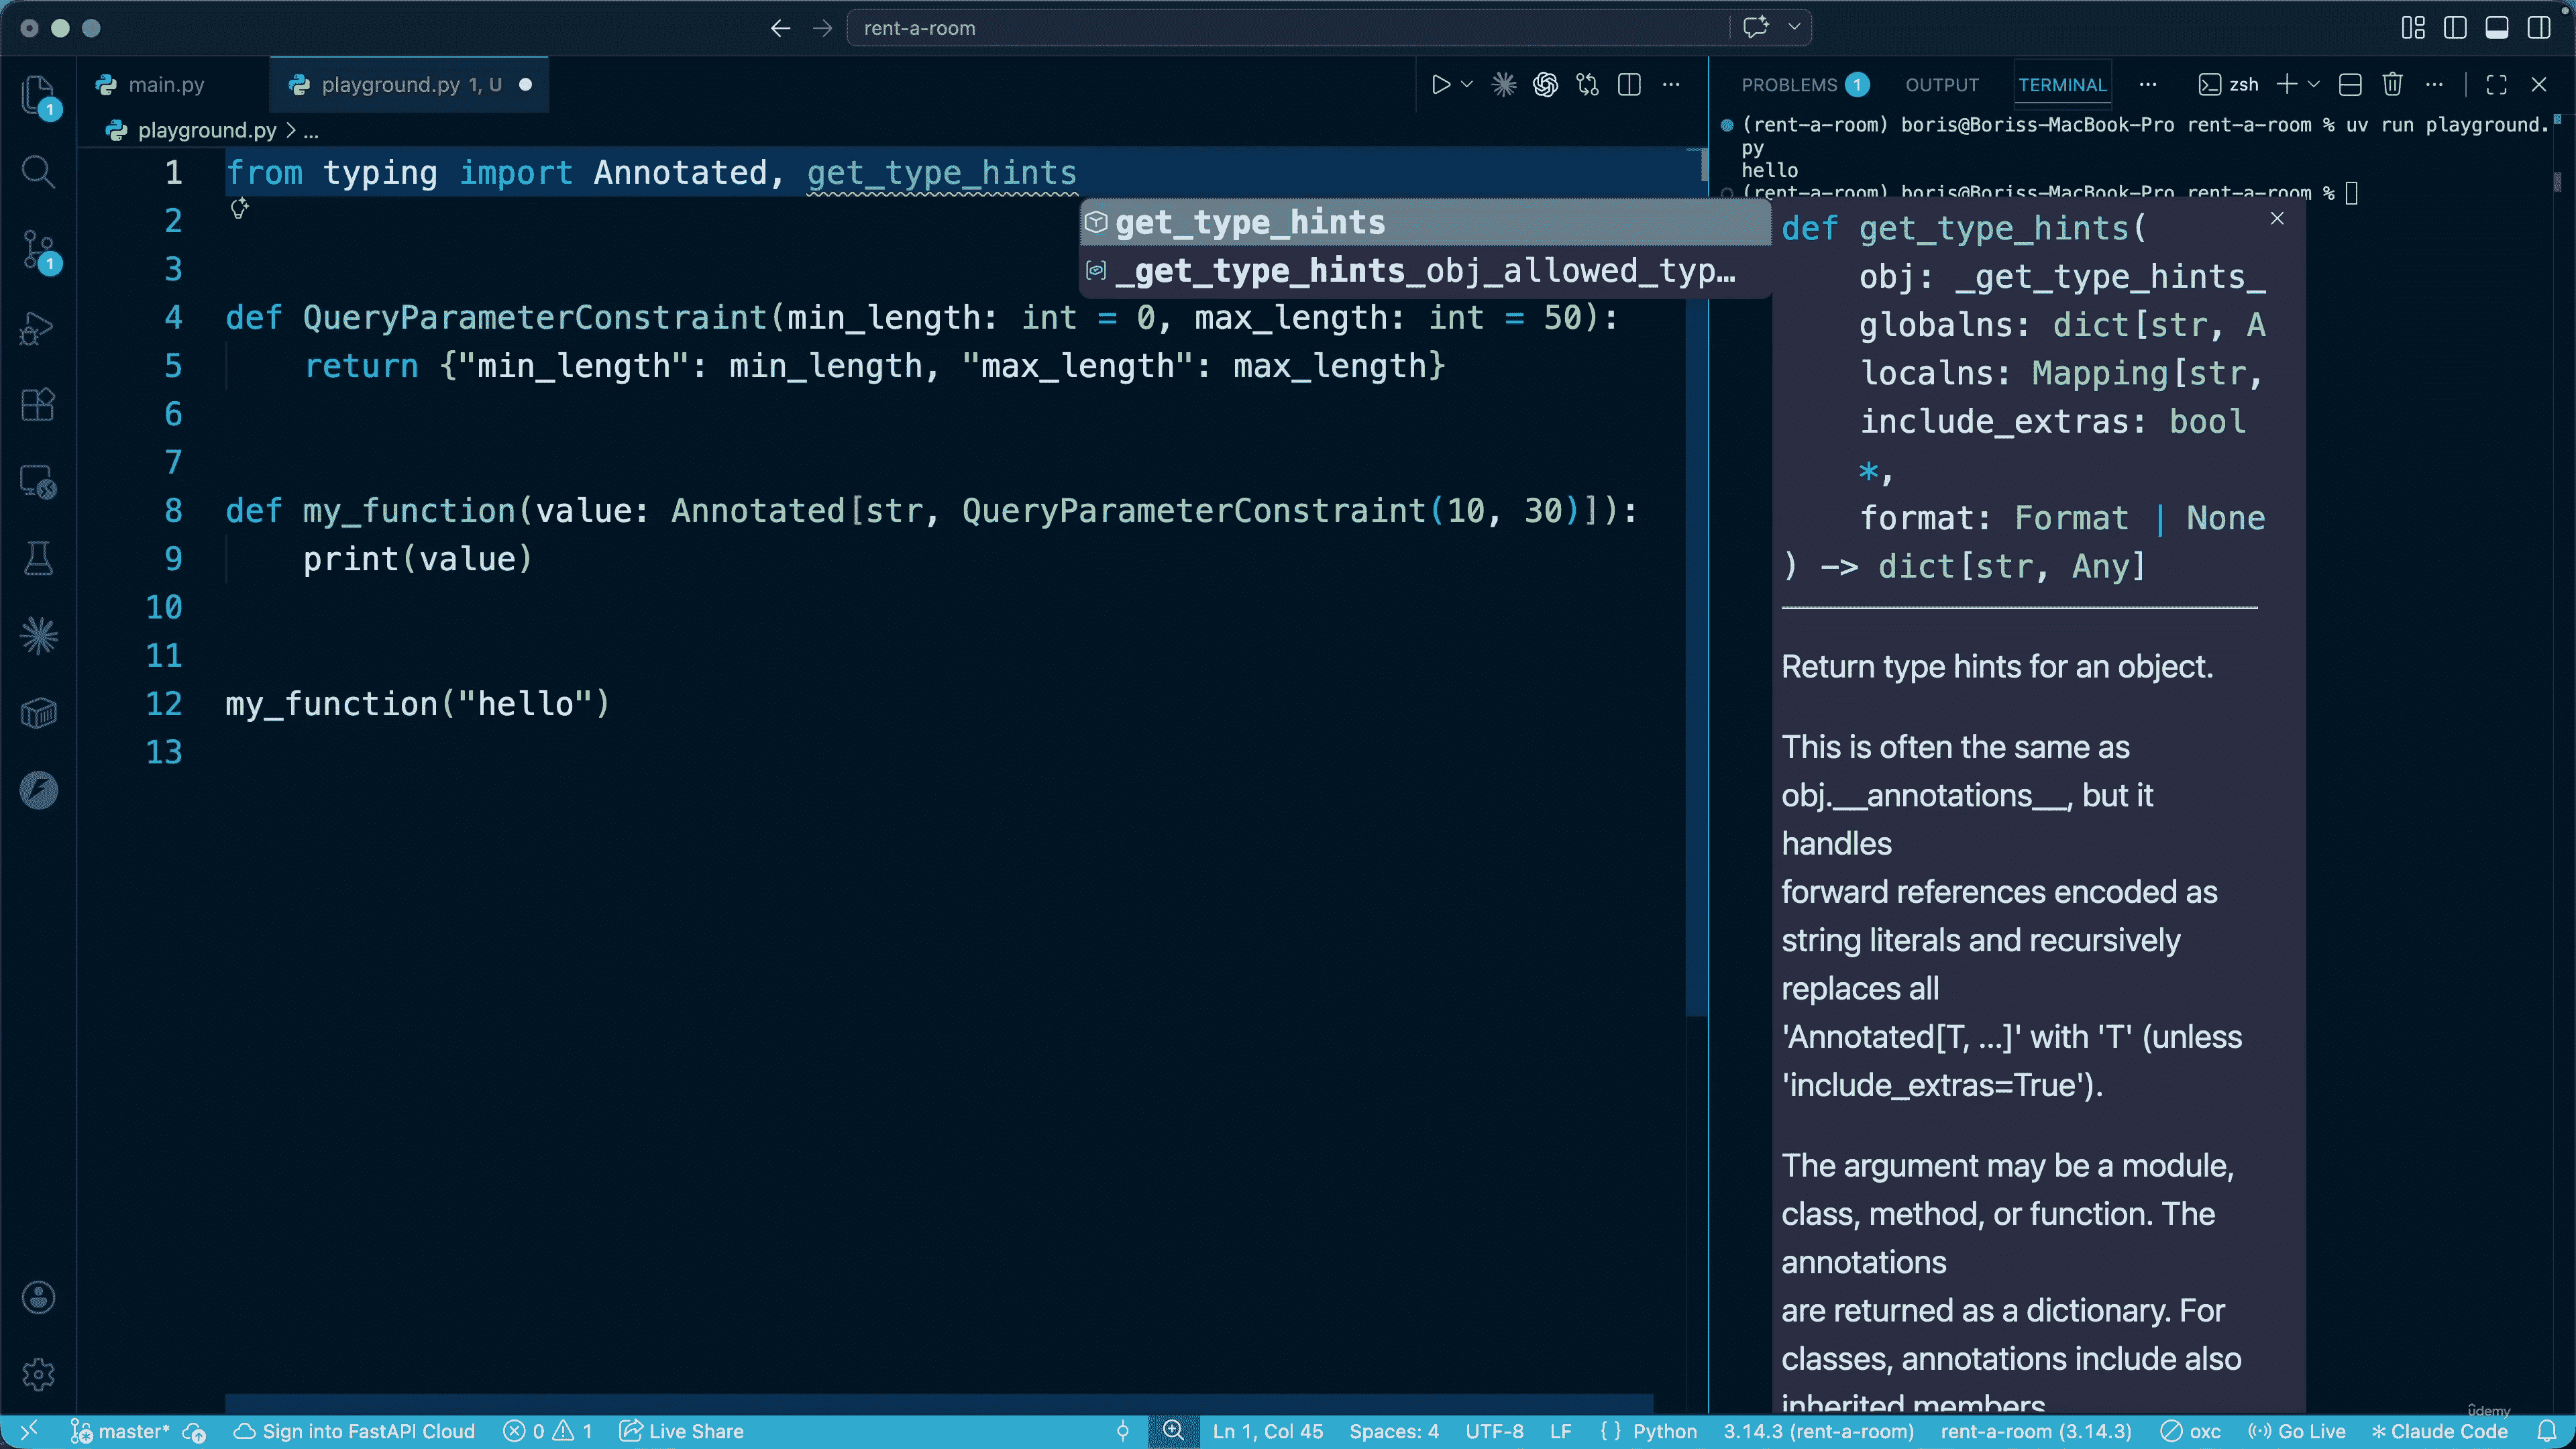 rent-a-room
main.py
playground.py 1, U
PROBLEMS 1
OUTPUT
TERMINAL
zsh
playground.py > ...
1
1
1 from typing import Annotated, get_type_hints
2
3
4 def QueryParameterConstraint(min_length: int = 0, max_length: int = 50):
5 return {"min_length": min_length, "max_length": max_length}
6
7
8 def my_function(value: Annotated[str, QueryParameterConstraint(10, 30)]):
9 print(value)
10
11
12 my_function("hello")
13
get_type_hints
_get_type_hints_obj_allowed_typ…
(rent-a-room) boris@Boriss-MacBook-Pro rent-a-room % uv run playground.
py
hello
(rent-a-room) boris@Boriss-MacBook-Pro rent-a-room %
def get_type_hints(
obj: _get_type_hints_
globalns: dict[str, A
localns: Mapping[str,
include_extras: bool
*,
format: Format | None
) -> dict[str, Any]
Return type hints for an object.
This is often the same as
obj.__annotations__, but it
handles
forward references encoded as
string literals and recursively
replaces all
'Annotated[T, ...]' with 'T' (unless
'include_extras=True').
The argument may be a module,
class, method, or function. The
annotations
are returned as a dictionary. For
classes, annotations include also
inherited members
ûdemy
master*
Sign into FastAPI Cloud
0
1
Live Share
Ln 1, Col 45
Spaces: 4
UTF-8
LF
{ } Python
3.14.3 (rent-a-room)
rent-a-room (3.14.3)
oxc
Go Live
Claude Code